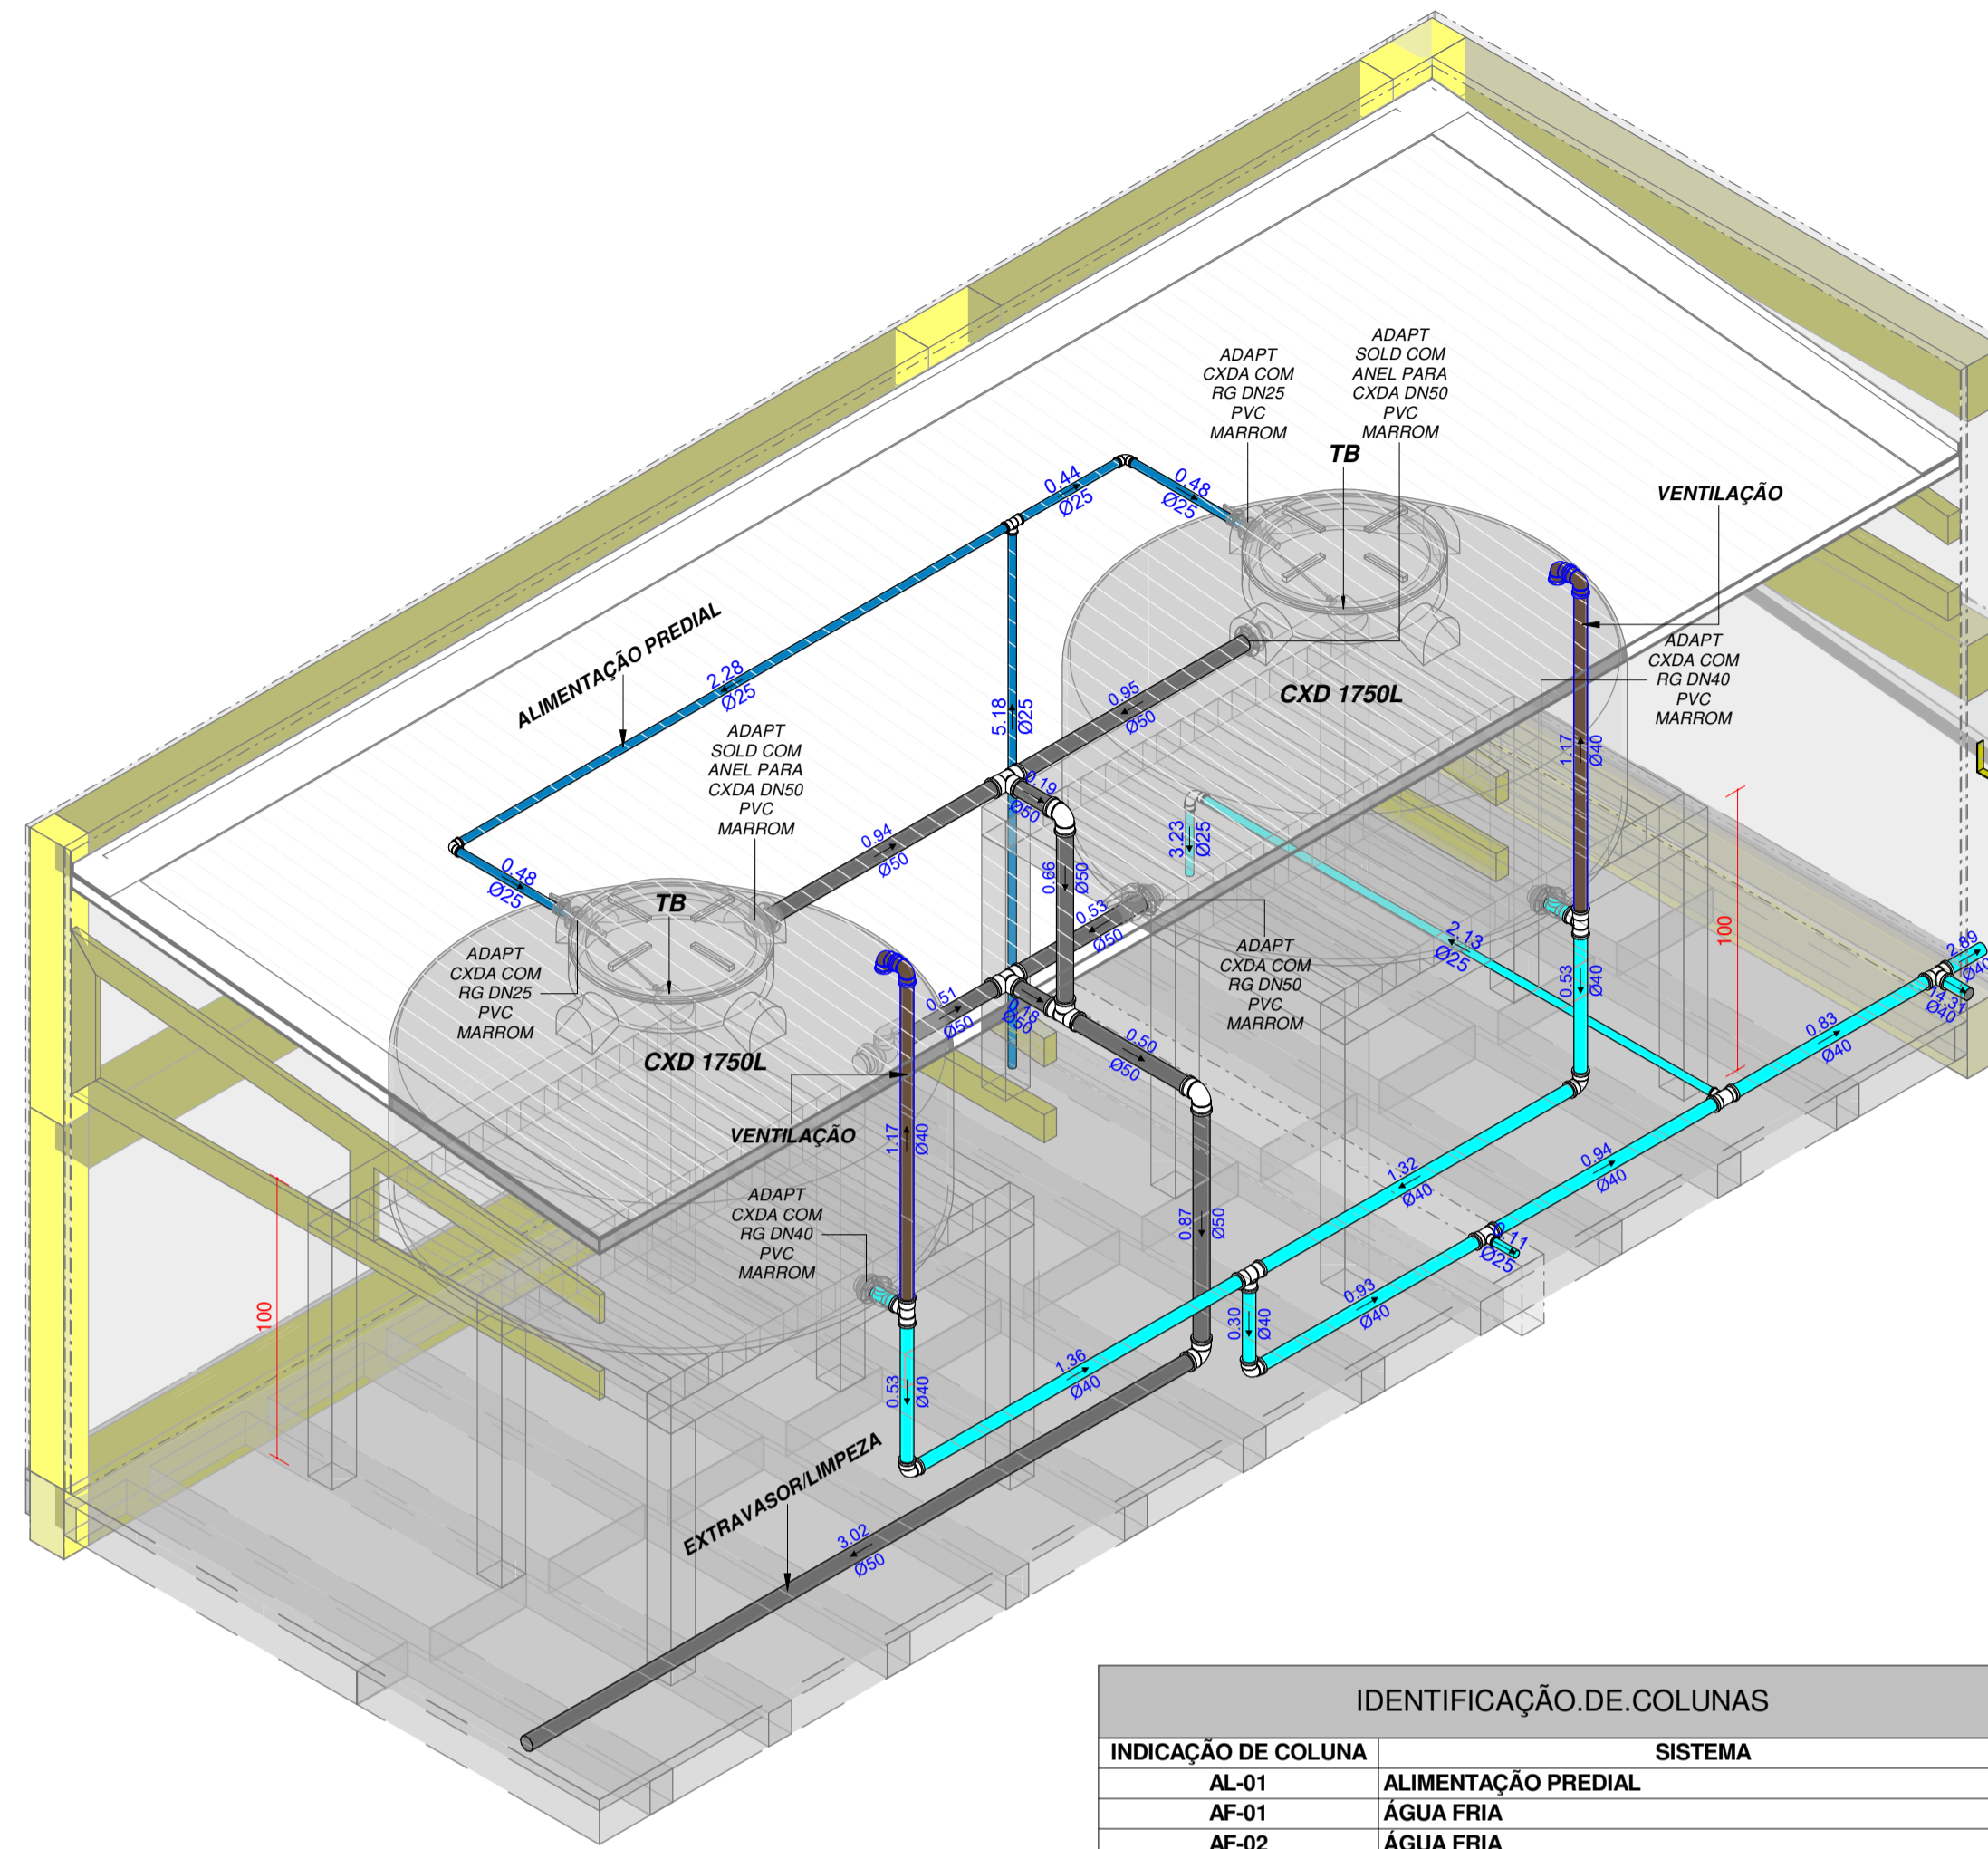 ADAPT
SOLD COM
ANEL PARA
CXDA DN50
PVC
MARROM
ADAPT
CXDA COM
RG DN25
PVC
MARROM
TB
VENTILAÇÃO
0.44
Ø25
0.48
Ø25
ALIMENTAÇÃO PREDIAL
2.28
Ø25
5.18
Ø25
0.95
Ø50
CXD 1750L
ADAPT
CXDA COM
RG DN40
PVC
MARROM
1.17
Ø40
ADAPT
SOLD COM
ANEL PARA
CXDA DN50
PVC
MARROM
0.19
Ø50
0.94
Ø50
3.23
Ø25
0.66
Ø50
0.48
Ø25
TB
0.53
Ø50
2.13
Ø25
100
ADAPT
CXDA COM
RG DN25
PVC
MARROM
ADAPT
CXDA COM
RG DN50
PVC
MARROM
0.53
Ø40
2.89
Ø40
14.31
Ø40
0.51
Ø50
0.18
Ø50
0.50
Ø50
0.83
Ø40
CXD 1750L
VENTILAÇÃO
1.17
Ø40
0.94
Ø40
1.32
Ø40
ADAPT
CXDA COM
RG DN40
PVC
MARROM
0.87
Ø50
.11
Ø25
100
0.93
Ø40
0.30
Ø40
0.53
Ø40
1.36
Ø40
EXTRAVASOR/LIMPEZA
3.02
Ø50
IDENTIFICAÇÃO.DE.COLUNAS
INDICAÇÃO DE COLUNA SISTEMA
AL-01 ALIMENTAÇÃO PREDIAL
AF-01 ÁGUA FRIA
AF-02 ÁGUA FRIA